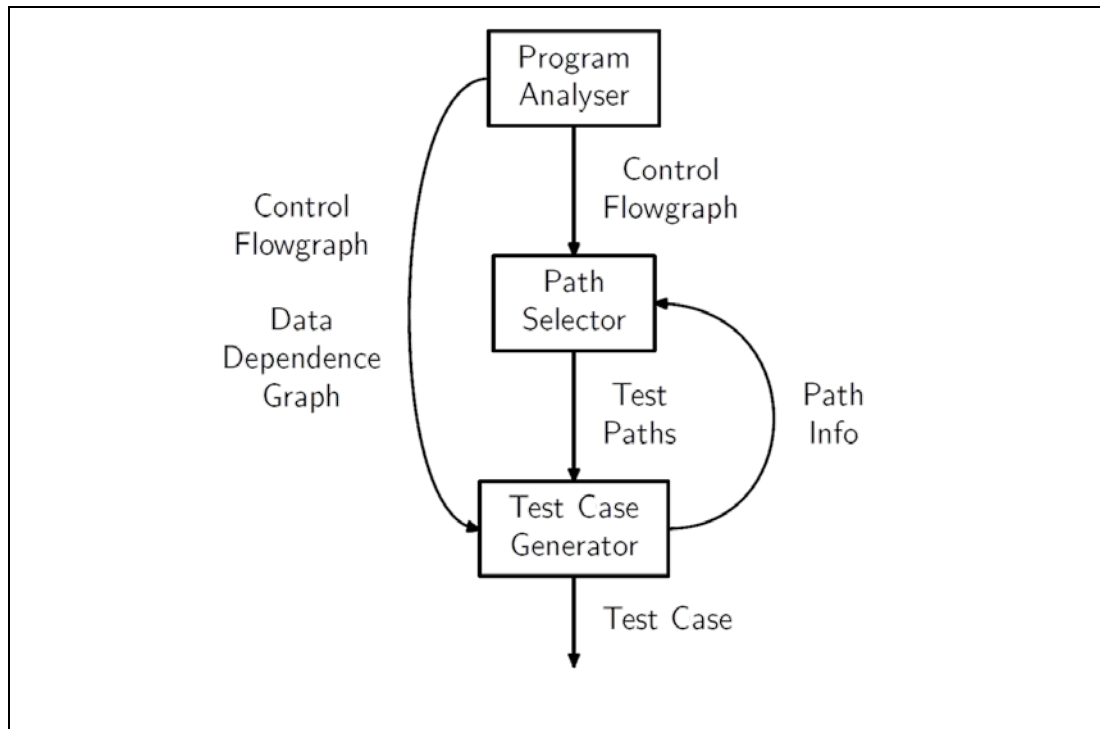 Program
Analyser
Control
Flowgraph
Control
Flowgraph
Path
Selector
Data
Dependence
Graph
Test
Paths
Path
Info
Test Case
Generator
Test Case